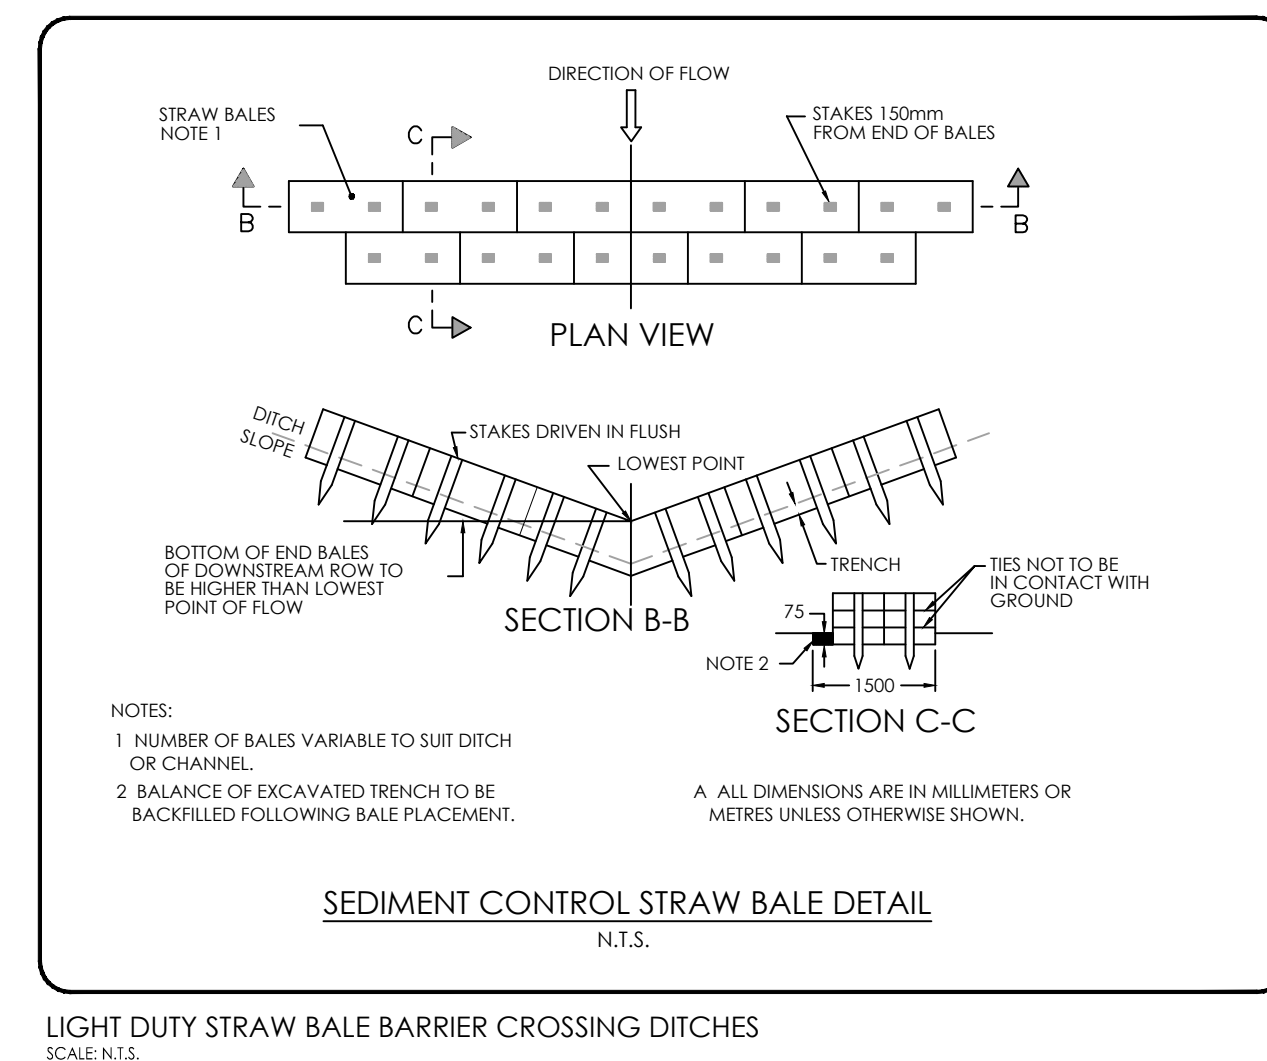 DIRECTION OF FLOW
STRAW BALES
NOTE 1
C
STAKES 150mm
FROM END OF BALES
B
B
C
PLAN VIEW
DITCH
SLOPE
STAKES DRIVEN IN FLUSH
LOWEST POINT
BOTTOM OF END BALES
OF DOWNSTREAM ROW TO
BE HIGHER THAN LOWEST
POINT OF FLOW
TRENCH
TIES NOT TO BE
IN CONTACT WITH
GROUND
SECTION B-B
75
NOTE 2
1500
SECTION C-C
NOTES:
1 NUMBER OF BALES VARIABLE TO SUIT DITCH
OR CHANNEL.
2 BALANCE OF EXCAVATED TRENCH TO BE
BACKFILLED FOLLOWING BALE PLACEMENT.
A ALL DIMENSIONS ARE IN MILLIMETERS OR
METRES UNLESS OTHERWISE SHOWN.
SEDIMENT CONTROL STRAW BALE DETAIL
N.T.S.
LIGHT DUTY STRAW BALE BARRIER CROSSING DITCHES
SCALE: N.T.S.